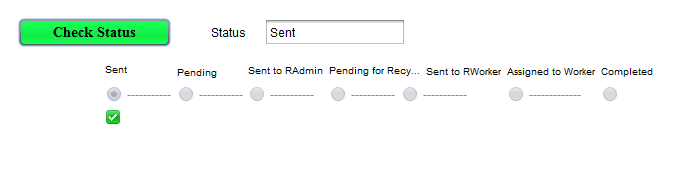 Check Status
Status
Sent
Sent
Pending
Sent to RAdmin
Pending for Recy...
Sent to RWorker
Assigned to Worker
Completed